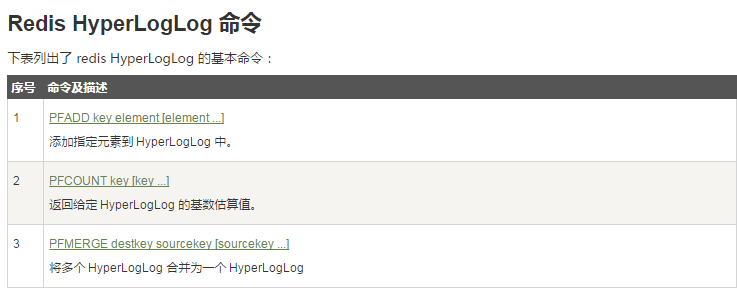 Redis HyperLogLog 命令
下表列出了 redis HyperLogLog 的基本命令：
序号 命令及描述
1 PFADD key element [element ...]
添加指定元素到 HyperLogLog 中。
2 PFCOUNT key [key ...]
返回给定 HyperLogLog 的基数估算值。
3 PFMERGE destkey sourcekey [sourcekey ...]
将多个 HyperLogLog 合并为一个 HyperLogLog